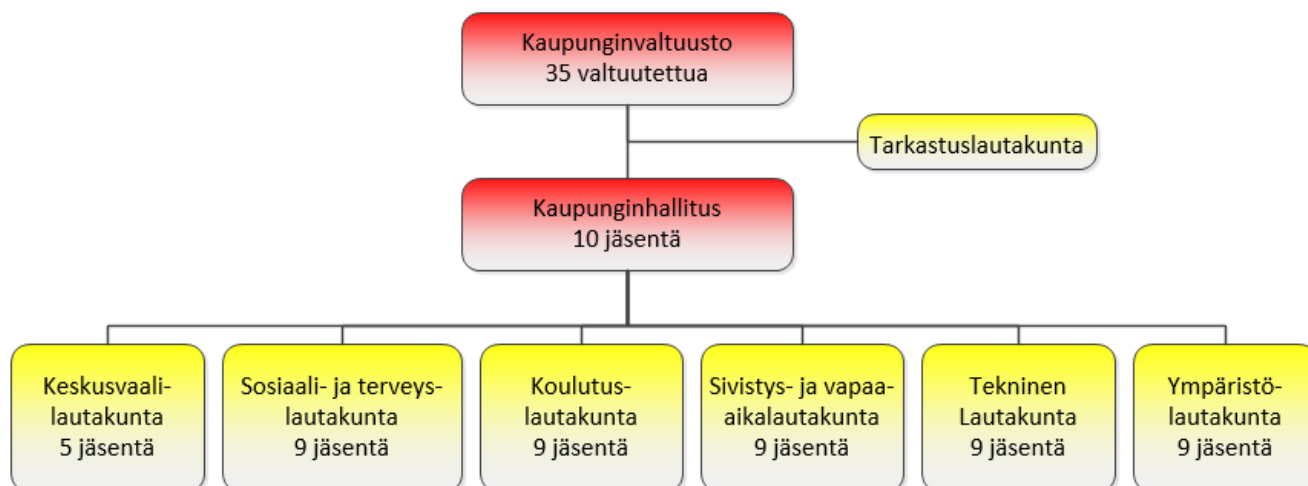 Kaupunginvaltuusto
35 valtuutettua
Tarkastuslautakunta
Kaupunginhallitus
10 jäsentä
Keskusvaali-
lautakunta
5 jäsentä
Sosiaali- ja terveys-
lautakunta
9 jäsentä
Koulutus-
lautakunta
9 jäsentä
Sivistys- ja vapaa-
aikalautakunta
9 jäsentä
Tekninen
Lautakunta
9 jäsentä
Ympäristö-
lautakunta
9 jäsentä